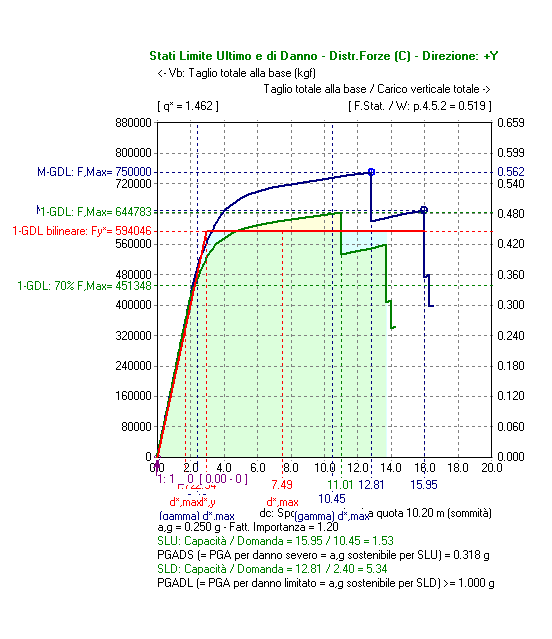 Stati Limite Ultimo e di Danno - Distr.Forze (C) - Direzione: +Y
<- Vb: Taglio totale alla base (kgf)
Taglio totale alla base / Carico verticale totale ->
[ q* = 1.462 ] [ F.Stat. / W: p.4.5.2 = 0.519 ]
880000 0.659
800000 0.599
M-GDL: F,Max= 750000 0.562
720000 0.540
1-GDL: F,Max= 644783 0.480
1-GDL bilineare: Fy*= 594046
560000 0.420
480000 0.360
1-GDL: 70% F,Max= 451348
400000 0.300
320000 0.240
240000 0.180
160000 0.120
80000 0.060
0 0.000
0.0 2.0 4.0 6.0 8.0 10.0 12.0 14.0 16.0 18.0 20.0
1: 1 0 [ 0.00 - 0 ]
7.49 11.01 12.81 15.95
d*,max d*,y d*,max 10.45
(gamma) d*,max (gamma) d*,max
dc: a quota 10.20 m (sommità)
a,g = 0.250 g - Fatt. Importanza = 1.20
SLU: Capacità / Domanda = 15.95 / 10.45 = 1.53
PGADS (= PGA per danno severo = a,g sostenibile per SLU) = 0.318 g
SLD: Capacità / Domanda = 12.81 / 2.40 = 5.34
PGADL (= PGA per danno limitato = a,g sostenibile per SLD) >= 1.000 g